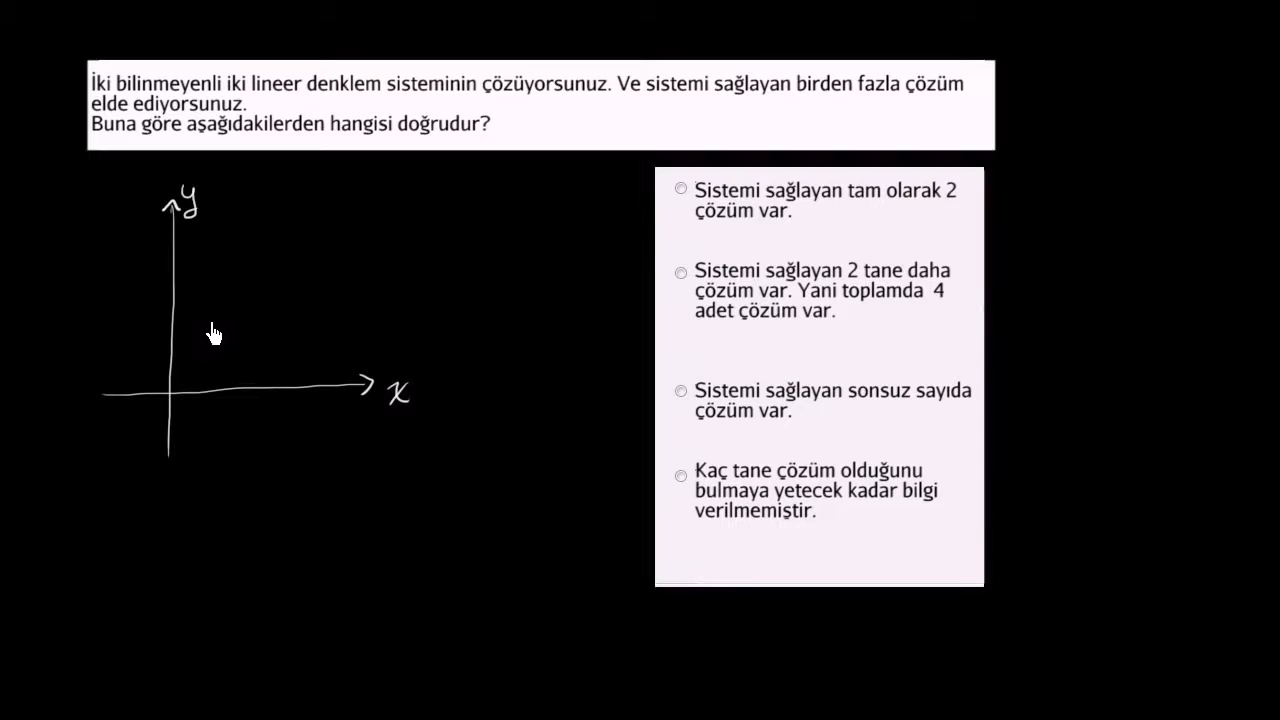 İki bilinmeyenli iki lineer denklem sisteminin çözüyorsunuz. Ve sistemi sağlayan birden fazla çözüm
elde ediyorsunuz.
Buna göre aşağıdakilerden hangisi doğrudur?
y
x
Sistemi sağlayan tam olarak 2
çözüm var.
Sistemi sağlayan 2 tane daha
çözüm var. Yani toplamda 4
adet çözüm var.
Sistemi sağlayan sonsuz sayıda
çözüm var.
Kaç tane çözüm olduğunu
bulmaya yetecek kadar bilgi
verilmemiştir.